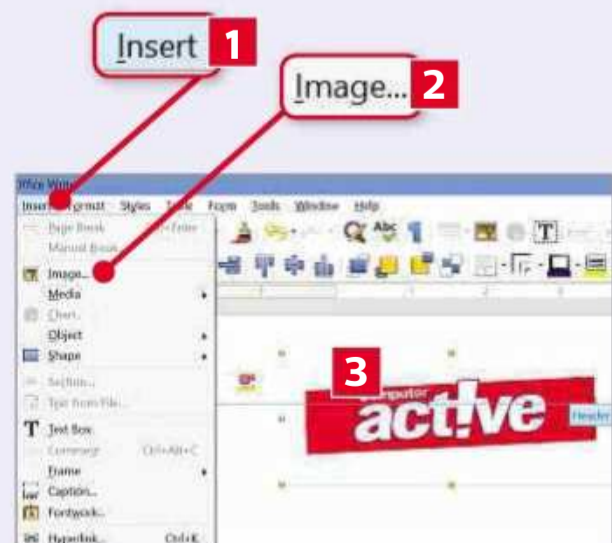 Insert 1
Image... 2
Office Writer
Insert Format Styles Table Form Tools Window Help
Page Break
Manual Break
Image...
Media
Chart...
Object
Shape
Section...
Text from File...
Text Box
Comment Ctrl+Alt+C
Frame
Caption...
Fontwork...
Hyperlink... Ctrl+K
3
computer
act!ve
Header